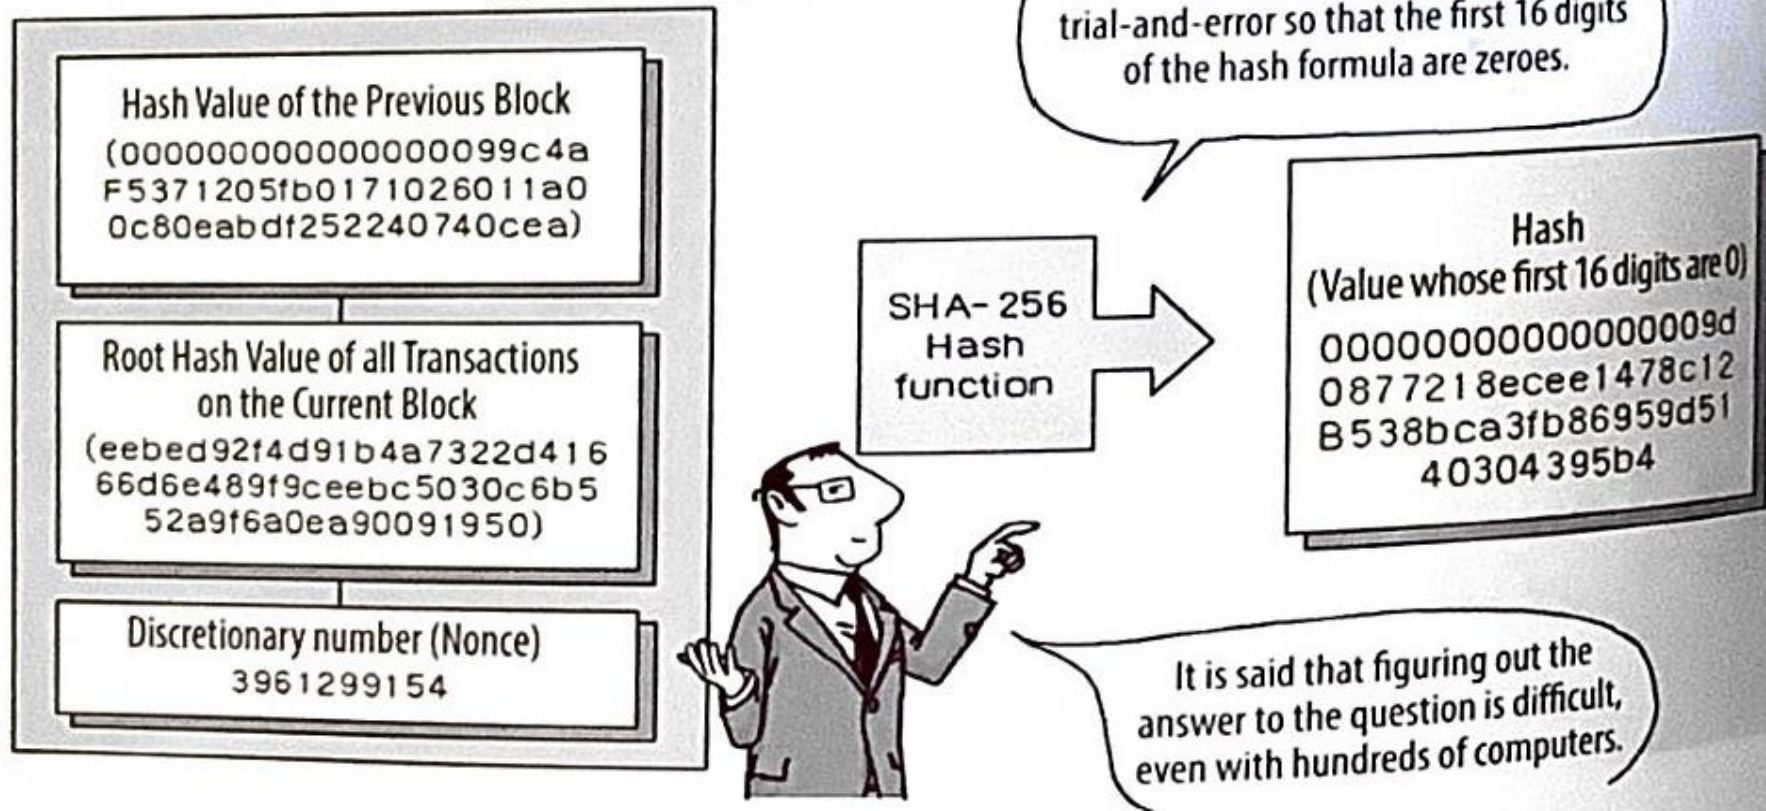 Hash Value of the Previous Block
(000000000000000099c4a
F5371205fb0171026011a0
0c80eabdf252240740cea)
Root Hash Value of all Transactions
on the Current Block
(eebed92f4d91b4a7322d416
66d6e489f9ceebc5030c6b5
52a9f6a0ea90091950)
Discretionary number (Nonce)
3961299154
trial-and-error so that the first 16 digits
of the hash formula are zeroes.
SHA-256
Hash
function
Hash
(Value whose first 16 digits are 0)
00000000000000009d
0877218ecee1478c12
B538bca3fb86959d51
40304395b4
It is said that figuring out the
answer to the question is difficult,
even with hundreds of computers.